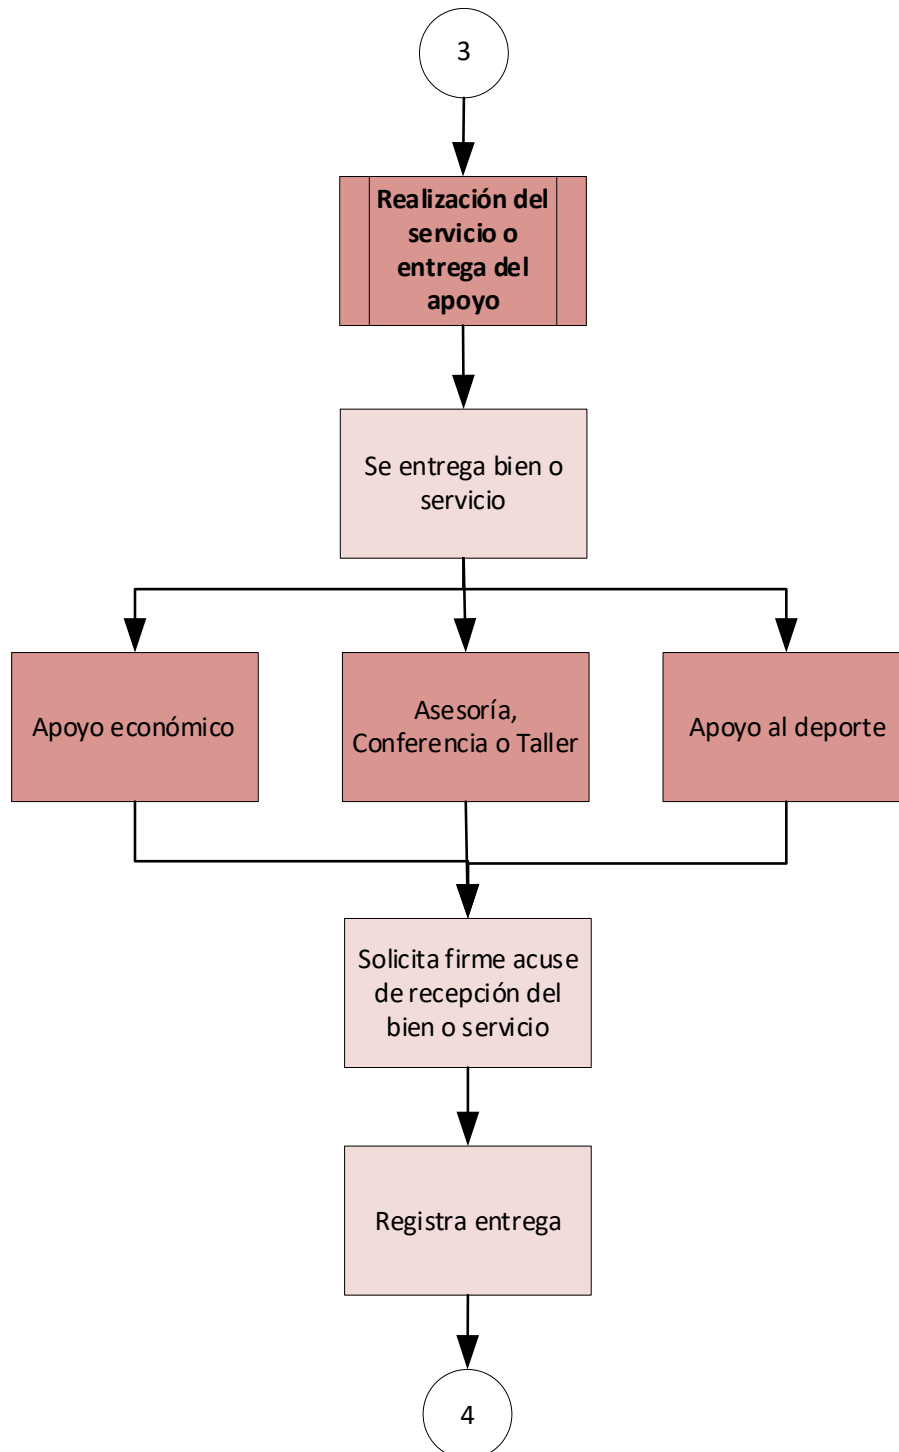 3
Realización del
servicio o
entrega del
apoyo
Se entrega bien o
servicio
Apoyo económico
Asesoría,
Conferencia o Taller
Apoyo al deporte
Solicita firme acuse
de recepción del
bien o servicio
Registra entrega
4